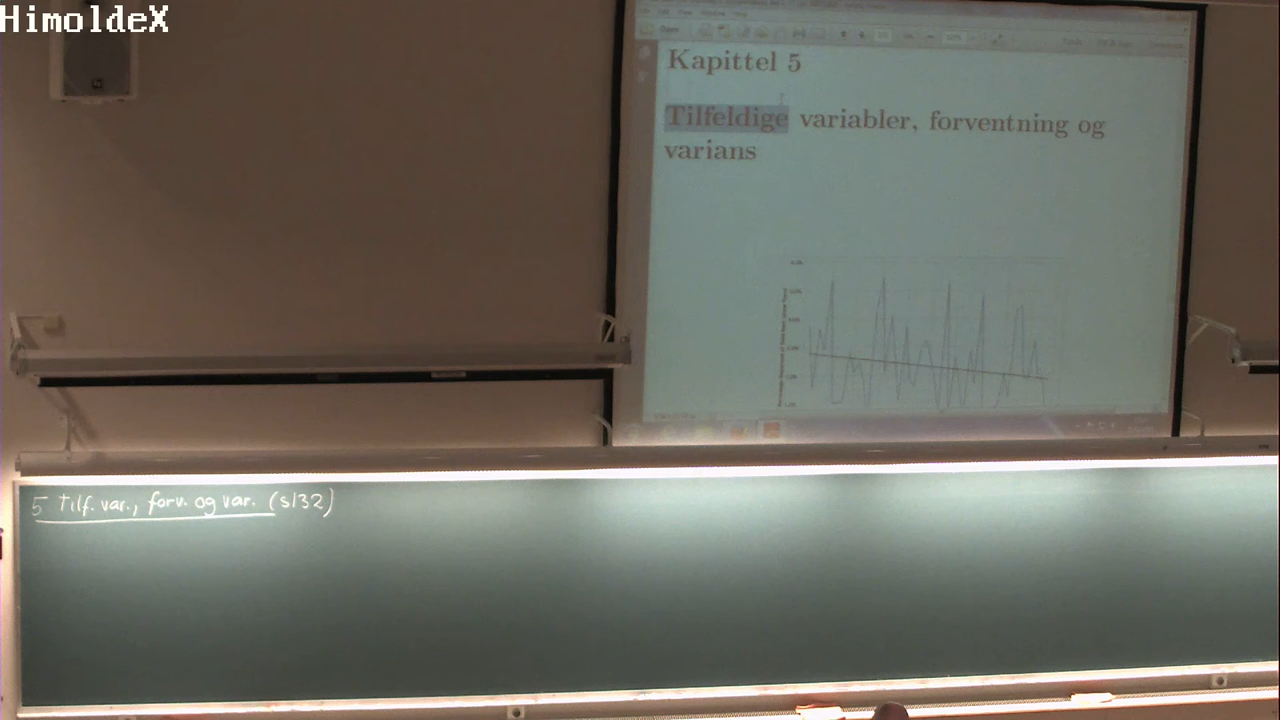 HimoldeX
Kapittel 5
Tilfeldige variabler, forventning og
varians
5 Tilf. var., forv. og var. (s132)